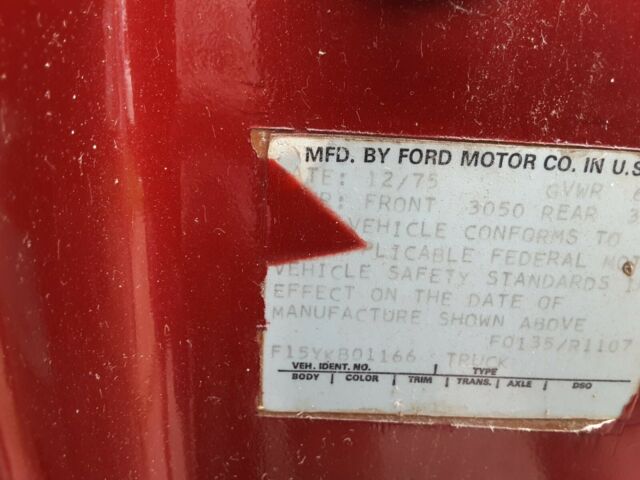 MFD. BY FORD MOTOR CO. IN U.S
ATE: 12/75 GVWR
R: FRONT 3050 REAR
VEHICLE CONFORMS TO
LICABLE FEDERAL MOT
VEHICLE SAFETY STANDARDS I
EFFECT ON THE DATE OF
MANUFACTURE SHOWN ABOVE
F0135/R1107
F15YKB01166 TRUCK
VEH. IDENT. NO. TYPE
BODY COLOR TRIM TRANS. AXLE DSO